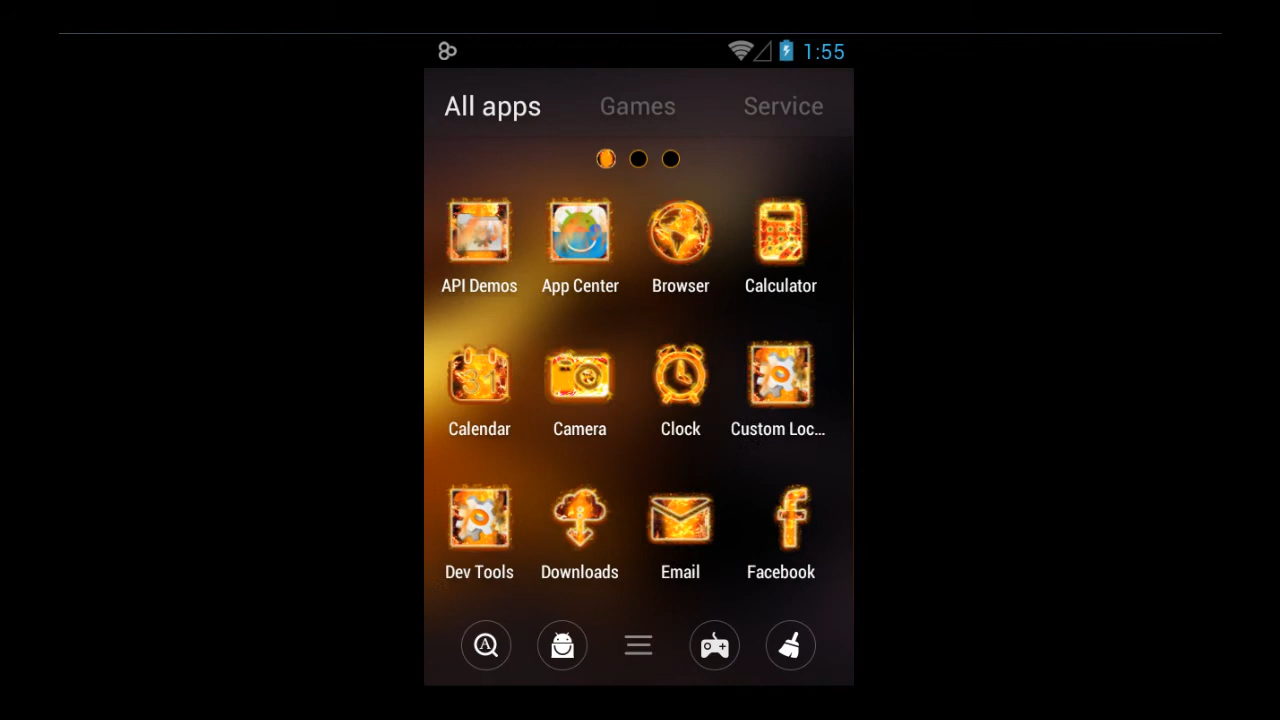 1:55
All apps Games Service
API Demos App Center Browser Calculator
31
Calendar Camera Clock Custom Loc...
Dev Tools Downloads Email Facebook
A